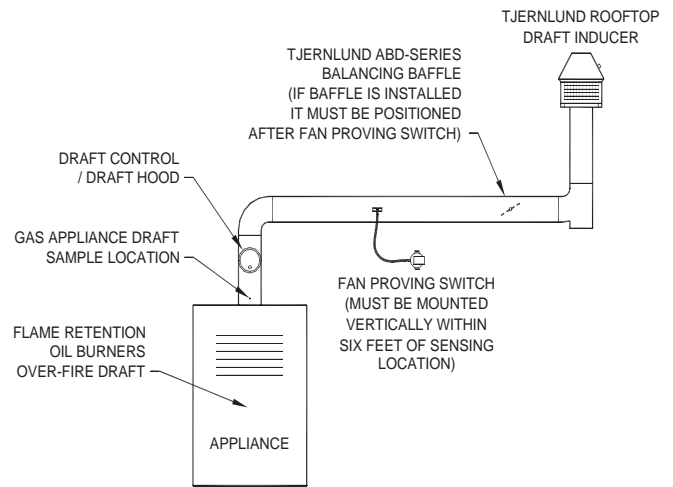 TJERNLUND ROOFTOP
DRAFT INDUCER
TJERNLUND ABD-SERIES
BALANCING BAFFLE
(IF BAFFLE IS INSTALLED
IT MUST BE POSITIONED
AFTER FAN PROVING SWITCH)
DRAFT CONTROL
/ DRAFT HOOD
GAS APPLIANCE DRAFT
SAMPLE LOCATION
FAN PROVING SWITCH
(MUST BE MOUNTED
VERTICALLY WITHIN
SIX FEET OF SENSING
LOCATION)
FLAME RETENTION
OIL BURNERS
OVER-FIRE DRAFT
APPLIANCE